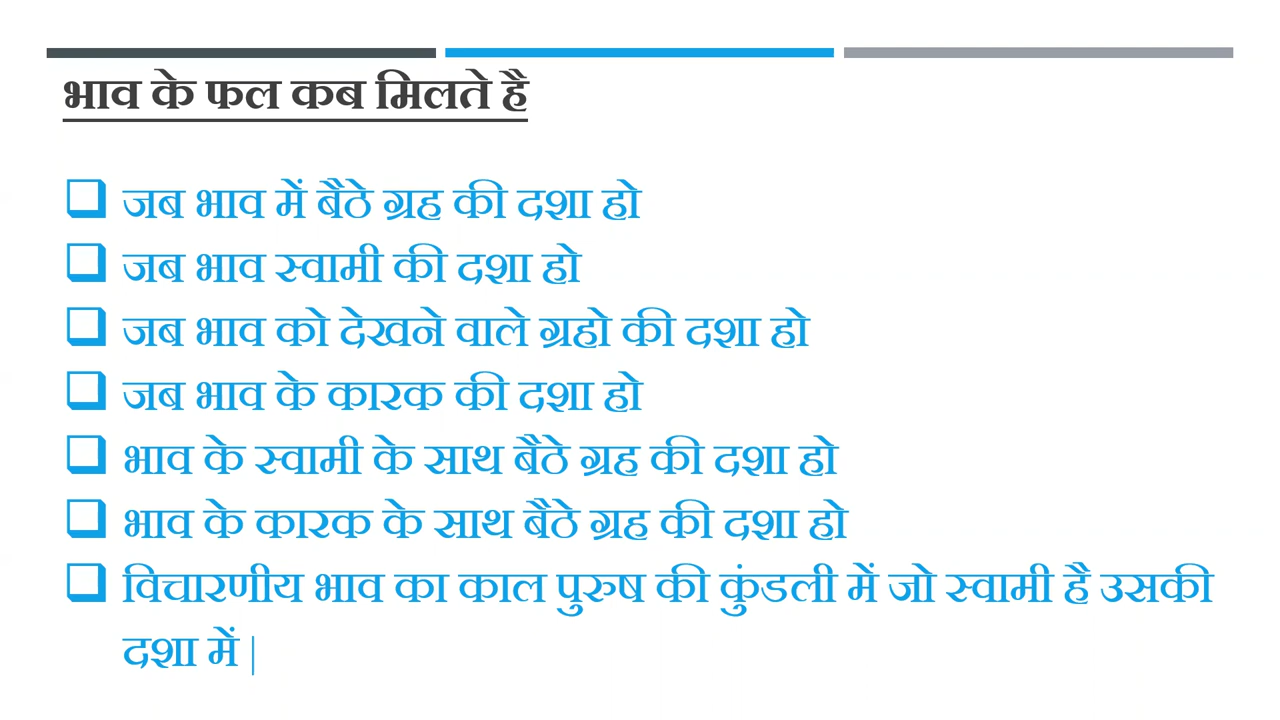 भाव के फल कब मिलते है
जब भाव में बैठे ग्रह की दशा हो
जब भाव स्वामी की दशा हो
जब भाव को देखने वाले ग्रहो की दशा हो
जब भाव के कारक की दशा हो
भाव के स्वामी के साथ बैठे ग्रह की दशा हो
भाव के कारक के साथ बैठे ग्रह की दशा हो
विचारणीय भाव का काल पुरुष की कुंडली में जो स्वामी है उसकी
दशा में |